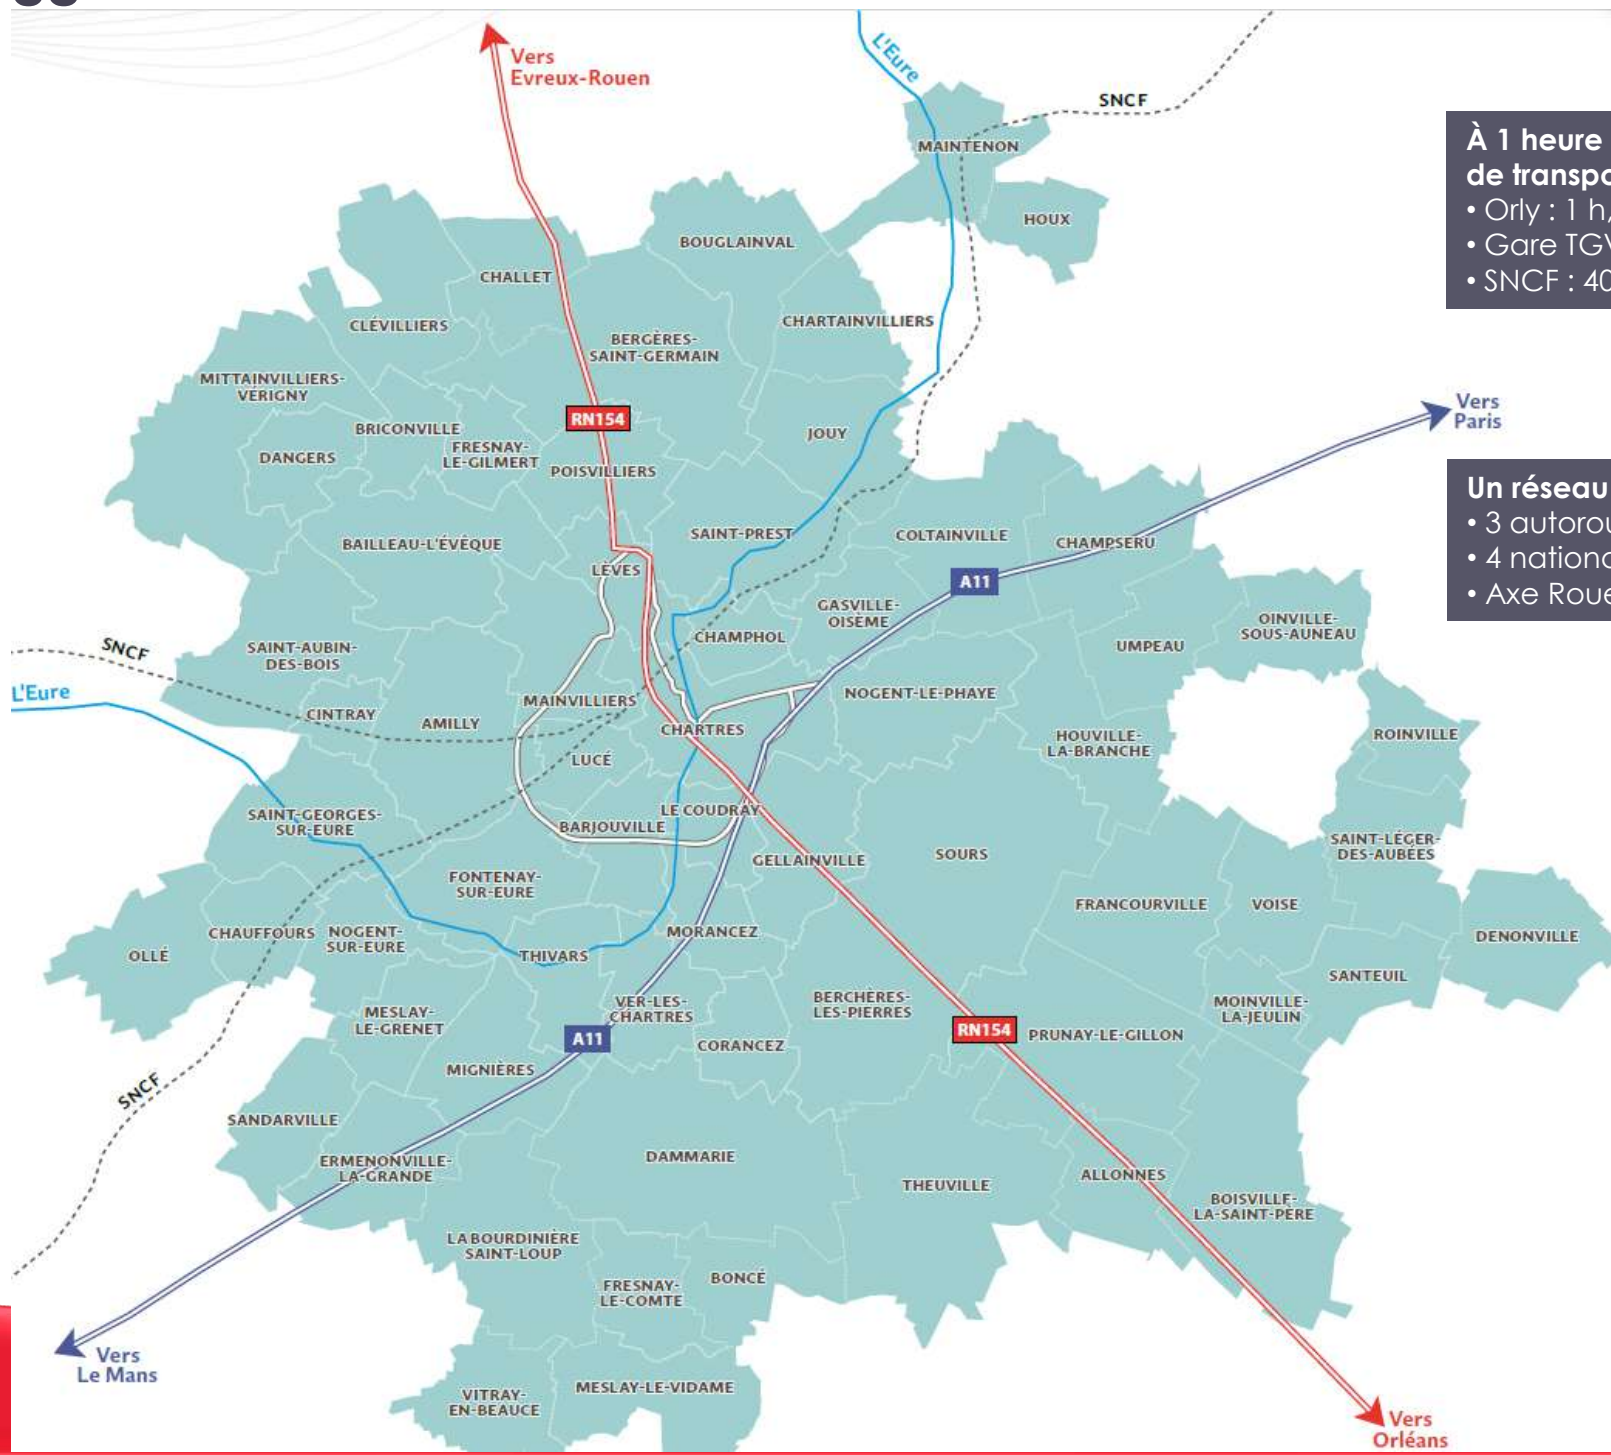 Vers
Evreux-Rouen
L'Eure
SNCF
MAINTENON
HOUX
À 1 heure
de transpo
• Orly : 1 h,
• Gare TGV
• SNCF : 40
BOUGLAINVAL
CHALLET
CLÉVILLIERS
CHARTAINVILLIERS
BERGÈRES-
SAINT-GERMAIN
MITTAINVILLIERS-
VÉRIGNY
RN154
Vers
Paris
BRICONVILLE
FRESNAY-
LE-GILMERT
DANGERS
POISVILLIERS
JOUY
Un réseau
• 3 autorou
• 4 nationa
• Axe Roue
BAILLEAU-L'ÉVÊQUE
SAINT-PREST
COLTAINVILLE
CHAMPSERU
LÈVES
A11
GASVILLE-
OISÈME
OINVILLE-
SOUS-AUNEAU
CHAMPHOL
UMPEAU
SNCF
SAINT-AUBIN-
DES-BOIS
L'Eure
CINTRAY
AMILLY
MAINVILLIERS
NOGENT-LE-PHAYE
CHARTRES
HOUVILLE-
LA-BRANCHE
ROINVILLE
LUCÉ
SAINT-GEORGES-
SUR-EURE
BARJOUVILLE
LE COUDRAY
GELLAINVILLE
SOURS
SAINT-LÉGER-
DES-AUBÉES
FONTENAY-
SUR-EURE
FRANCOURVILLE
VOISE
OLLÉ
CHAUFFOURS
NOGENT-
SUR-EURE
THIVARS
MORANCEZ
DENONVILLE
SANTEUIL
MESLAY-
LE-GRENET
VER-LES-
CHARTRES
BERCHÈRES-
LES-PIERRES
MOINVILLE-
LA-JEULIN
A11
CORANCEZ
RN154
PRUNAY-LE-GILLON
MIGNIÈRES
SNCF
SANDARVILLE
ERMENONVILLE-
LA-GRANDE
DAMMARIE
THEUVILLE
ALLONNES
BOISVILLE-
LA-SAINT-PÈRE
LA BOURDINIÈRE
SAINT-LOUP
FRESNAY-
LE-COMTE
BONCÉ
Vers
Le Mans
VITRAY-
EN-BEAUCE
MESLAY-LE-VIDAME
Vers
Orléans